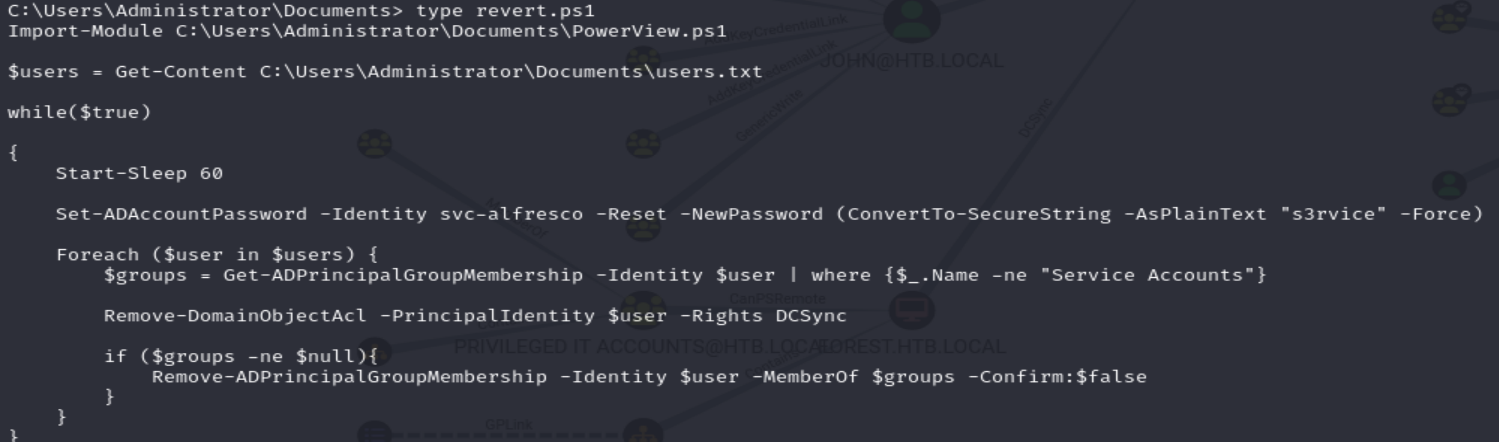 C:\Users\Administrator\Documents> type revert.ps1
Import-Module C:\Users\Administrator\Documents\PowerView.ps1
$users = Get-Content C:\Users\Administrator\Documents\users.txt
while($true)
{
    Start-Sleep 60
    Set-ADAccountPassword -Identity svc-alfresco -Reset -NewPassword (ConvertTo-SecureString -AsPlainText "s3rvice" -Force)
    Foreach ($user in $users) {
        $groups = Get-ADPrincipalGroupMembership -Identity $user | where {$_.Name -ne "Service Accounts"}
        Remove-DomainObjectAcl -PrincipalIdentity $user -Rights DCSync
        if ($groups -ne $null){
            Remove-ADPrincipalGroupMembership -Identity $user -MemberOf $groups -Confirm:$false
        }
    }
}
AddKeyCredentialLink
JOHN@HTB.LOCAL
AddKeyCredentialLink
GenericWrite
DCSync
MemberOf
CanPSRemote
PRIVILEGED IT ACCOUNTS@HTB.LOCAL
FOREST.HTB.LOCAL
Contains
GPLink